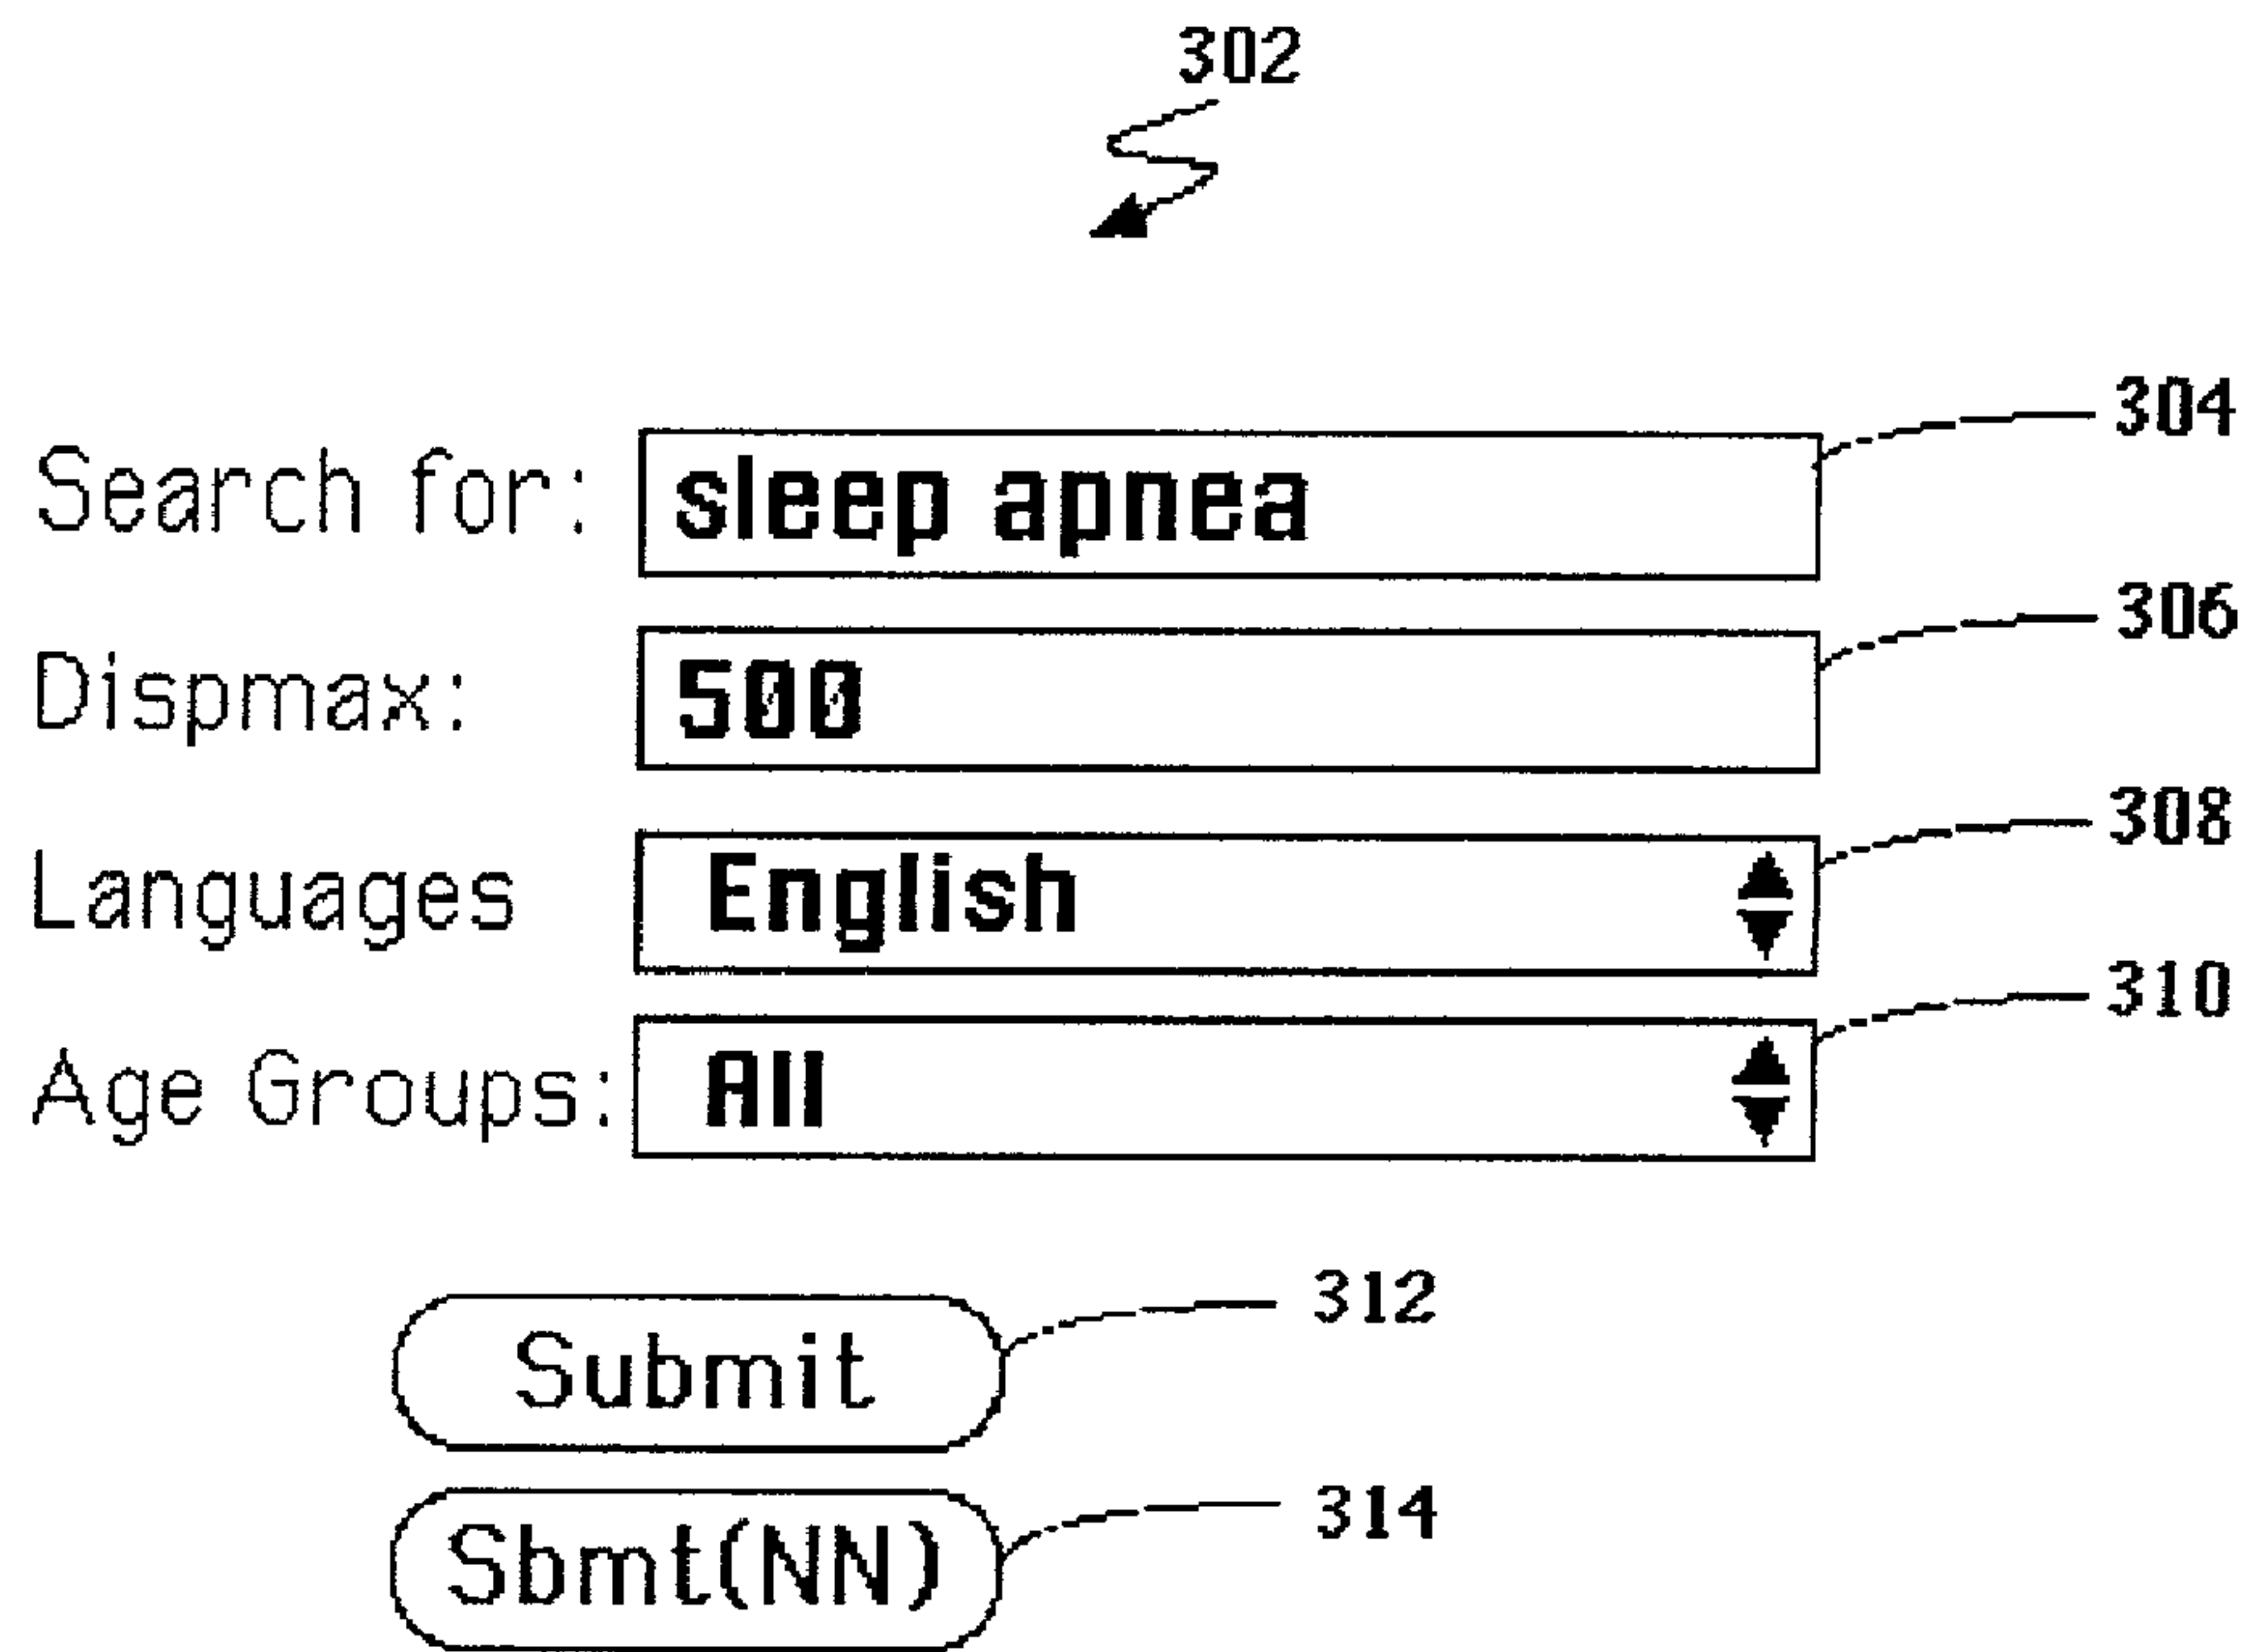 302
304
Search for: sleep apnea
306
Dispmax: 500
308
Languages English
310
Age Groups: All
312
Submit
314
Sbmt(NN)